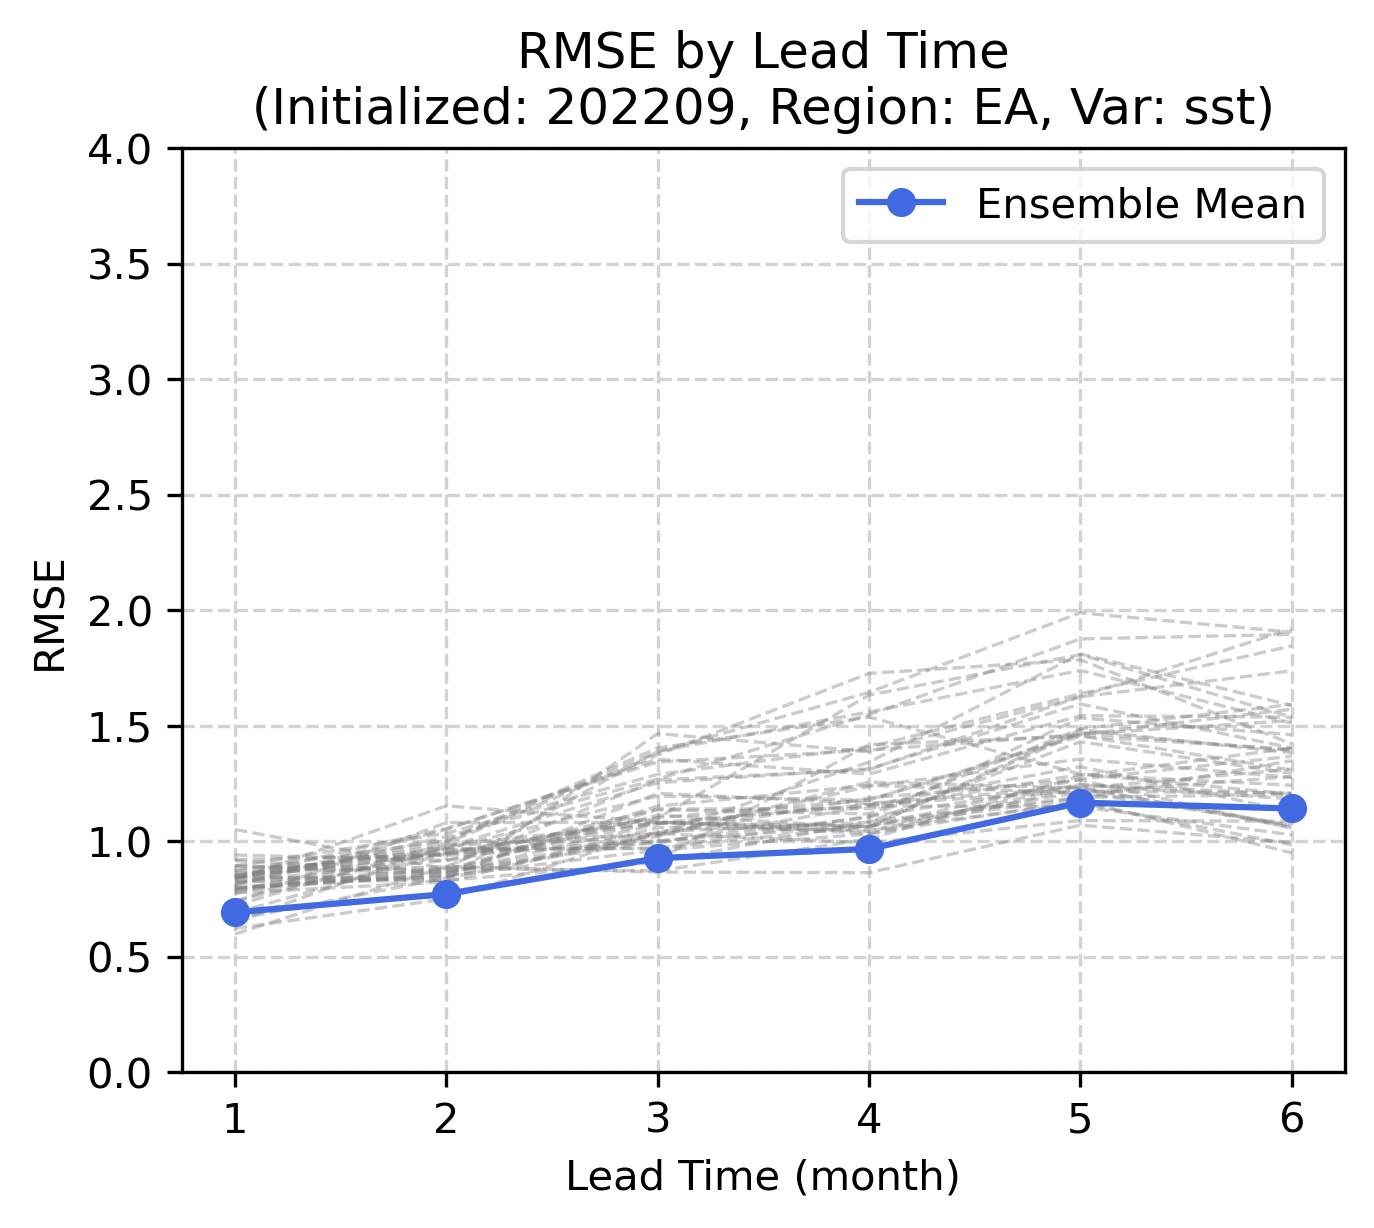 RMSE by Lead Time
(Initialized: 202209, Region: EA, Var: sst)
4.0
3.5
3.0
2.5
2.0
1.5
1.0
0.5
0.0
RMSE
Ensemble Mean
1 2 3 4 5 6
Lead Time (month)